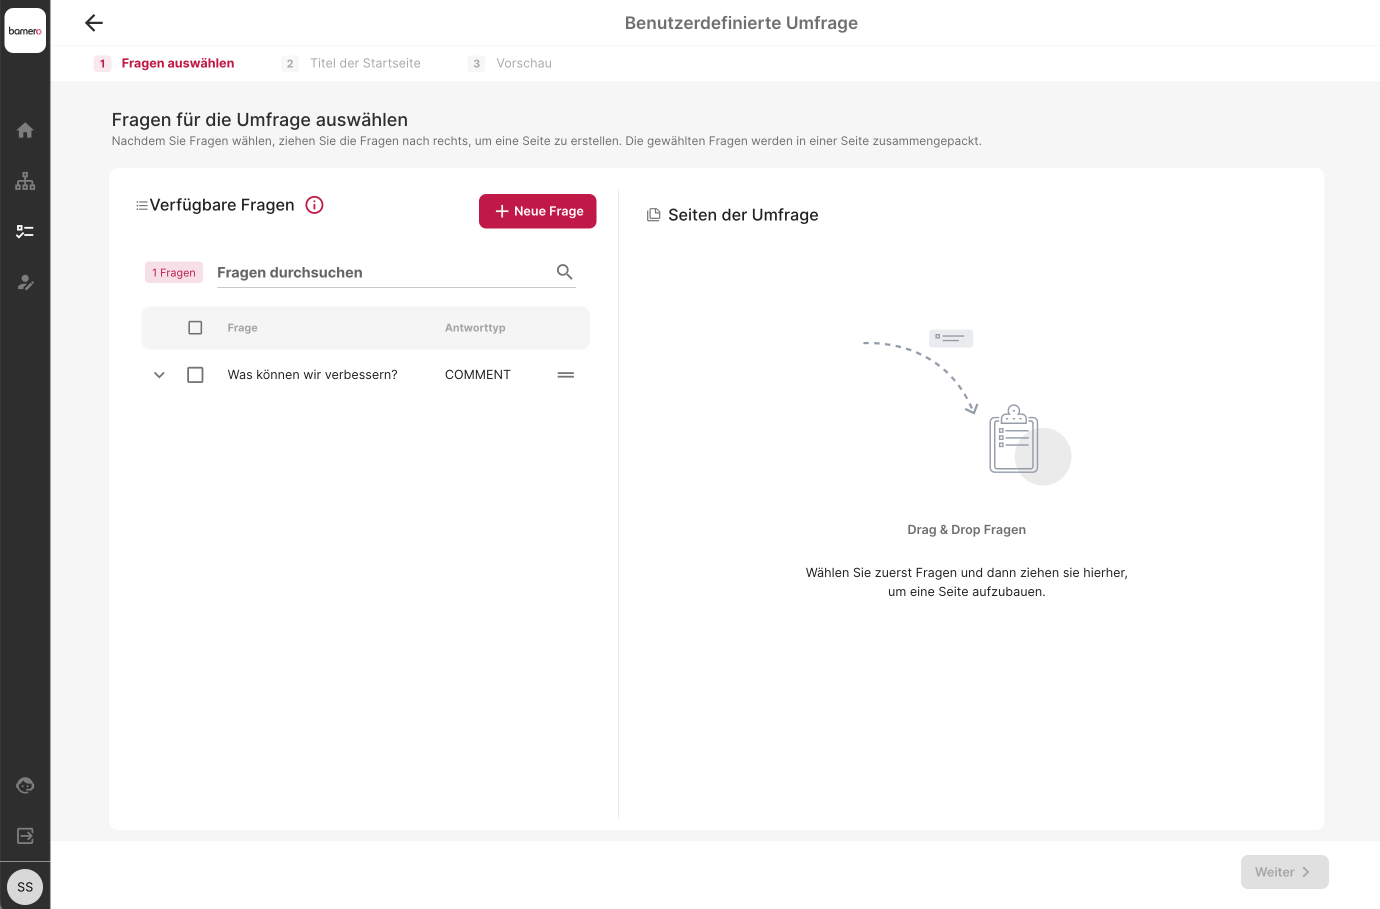 bamero
Benutzerdefinierte Umfrage
1 Fragen auswählen
2 Titel der Startseite
3 Vorschau
Fragen für die Umfrage auswählen
Nachdem Sie Fragen wählen, ziehen Sie die Fragen nach rechts, um eine Seite zu erstellen. Die gewählten Fragen werden in einer Seite zusammengepackt.
Verfügbare Fragen
Neue Frage
1 Fragen
Fragen durchsuchen
Frage
Antworttyp
Was können wir verbessern?
COMMENT
Seiten der Umfrage
Drag & Drop Fragen
Wählen Sie zuerst Fragen und dann ziehen sie hierher,
um eine Seite aufzubauen.
SS
Weiter